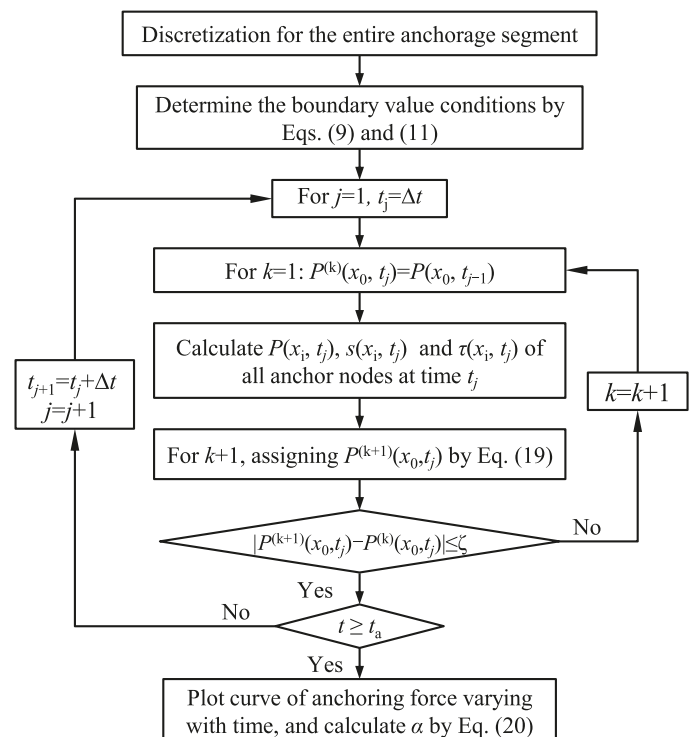 Discretization for the entire anchorage segment
Determine the boundary value conditions by
Eqs. (9) and (11)
For j=1, tj=Δt
For k=1: P(k)(x0, tj)=P(x0, tj−1)
Calculate P(xi, tj), s(xi, tj) and τ(xi, tj) of
all anchor nodes at time tj
tj+1=tj+Δt
j=j+1
k=k+1
For k+1, assigning P(k+1)(x0,tj) by Eq. (19)
|P(k+1)(x0,tj)−P(k)(x0,tj)|≤ζ
No
Yes
No
t ≥ ta
Yes
Plot curve of anchoring force varying
with time, and calculate α by Eq. (20)